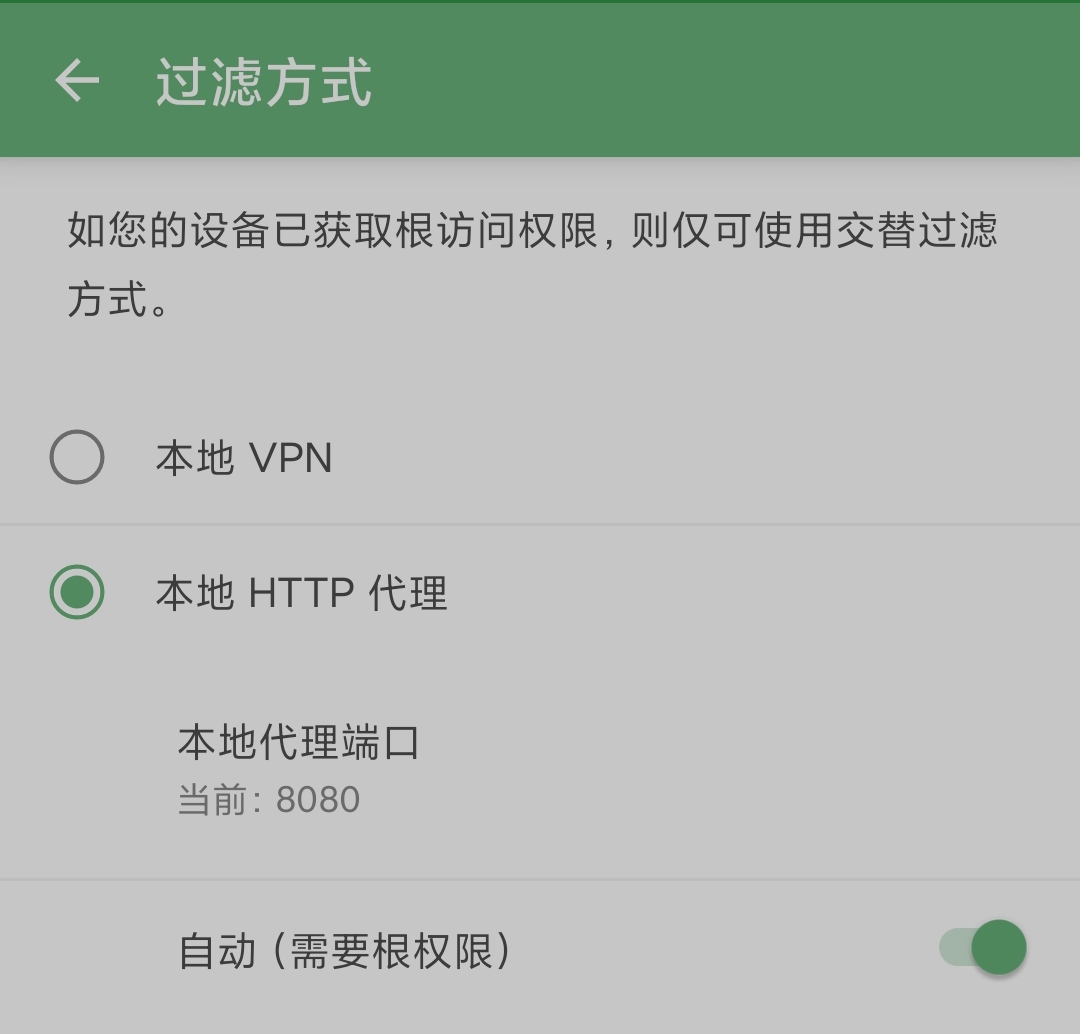 过滤方式
如您的设备已获取根访问权限，则仅可使用交替过滤
方式。
本地 VPN
本地 HTTP 代理
本地代理端口
当前：8080
自动（需要根权限）